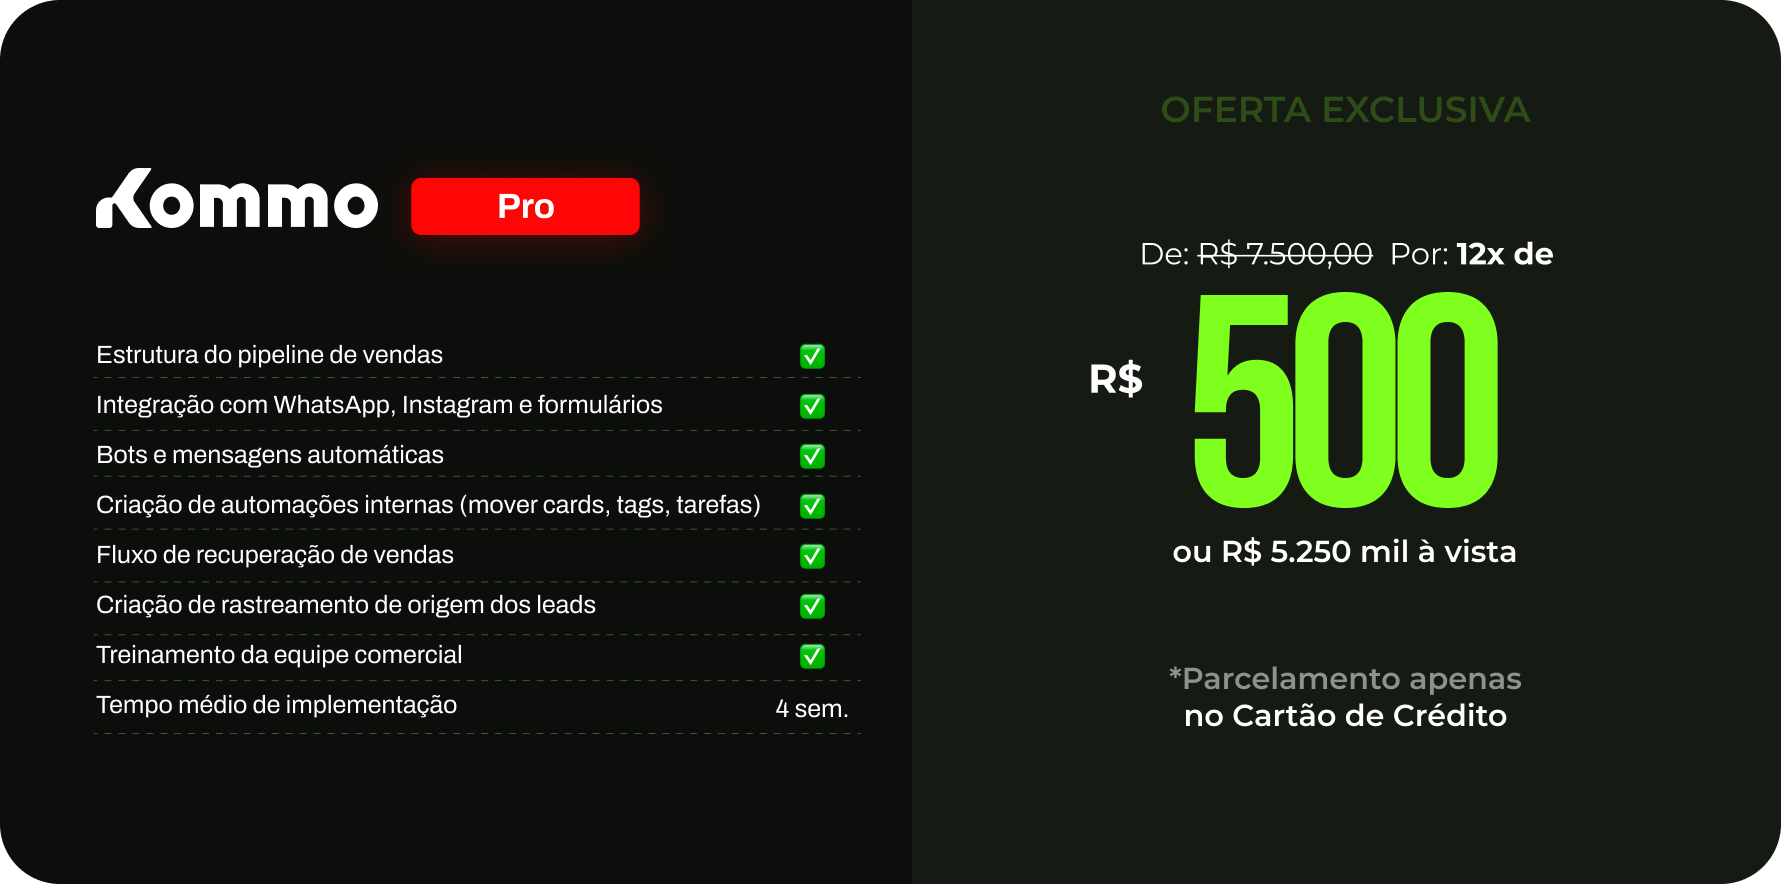 Kommo Pro
Estrutura do pipeline de vendas ✅
Integração com WhatsApp, Instagram e formulários ✅
Bots e mensagens automáticas ✅
Criação de automações internas (mover cards, tags, tarefas) ✅
Fluxo de recuperação de vendas ✅
Criação de rastreamento de origem dos leads ✅
Treinamento da equipe comercial ✅
Tempo médio de implementação 4 sem.
OFERTA EXCLUSIVA
De: R$ 7.500,00 Por: 12x de
R$ 500
ou R$ 5.250 mil à vista
*Parcelamento apenas
no Cartão de Crédito